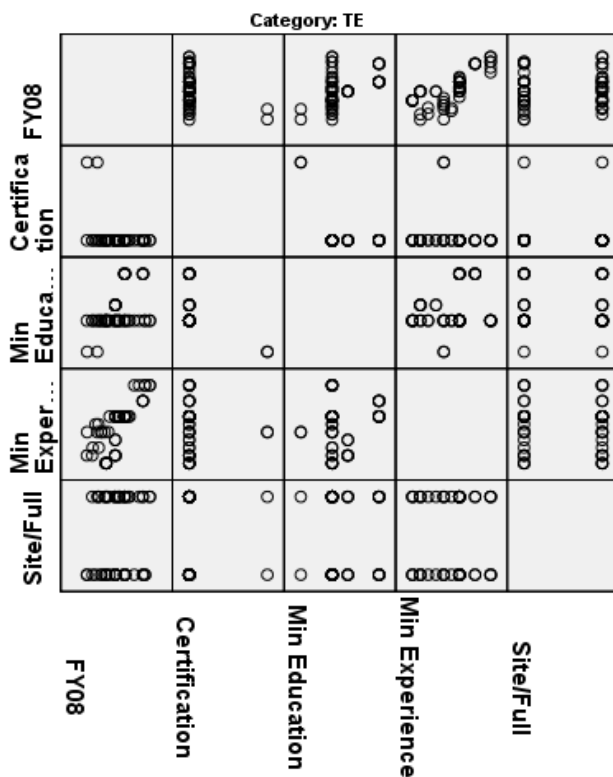 Category: TE
FY08
Certifica
tion
Min
Educa...
Min
Exper...
Site/Full
FY08
Certification
Min Education
Min Experience
Site/Full